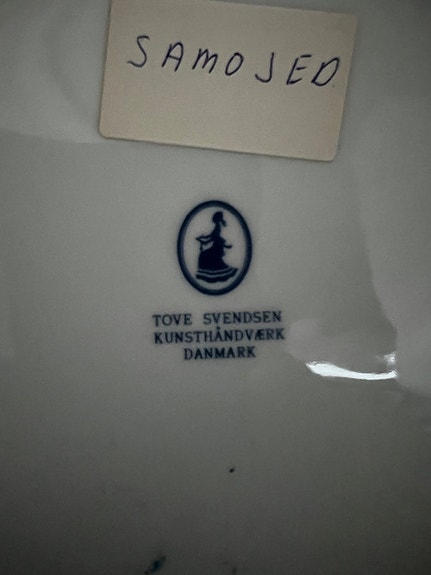 SAMOJED
TOVE SVENDSEN
KUNSTHÅNDVÆRK
DANMARK